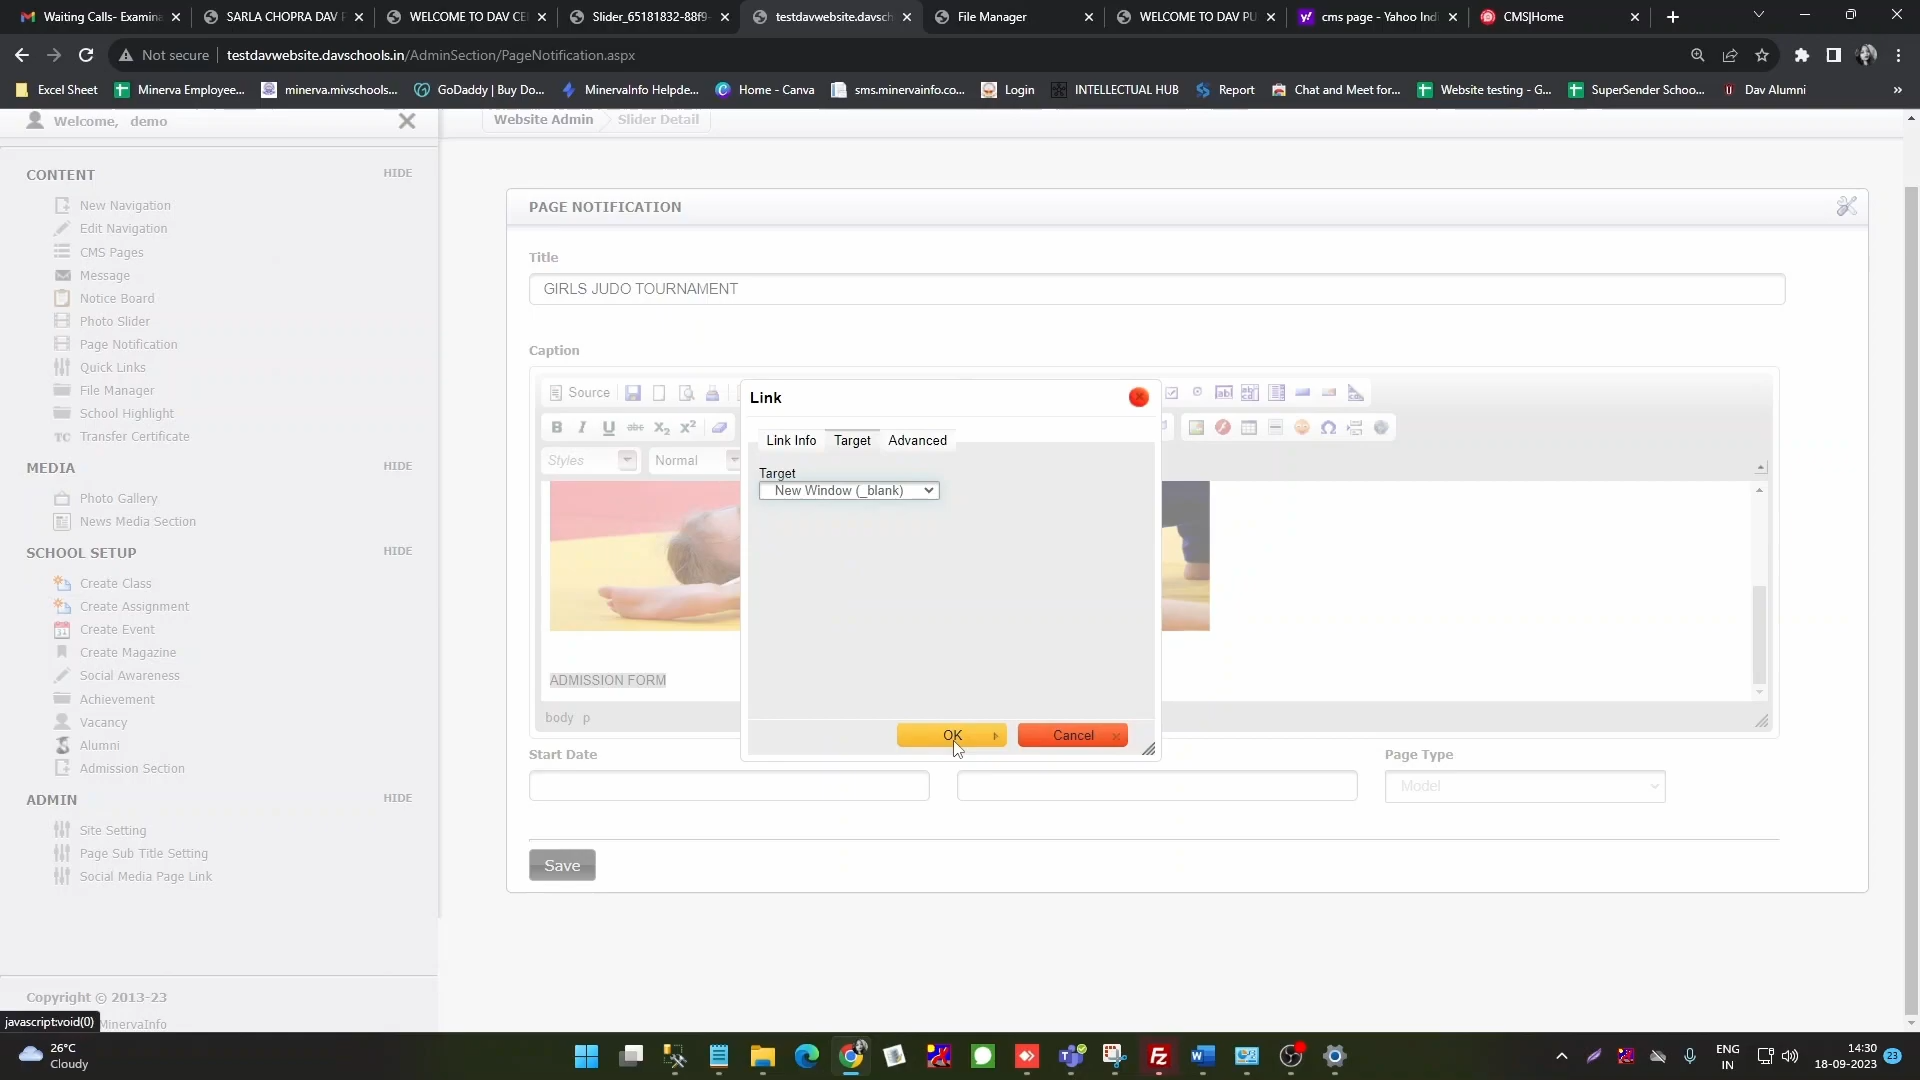 Waiting Calls- Examina
SARLA CHOPRA DAV P
WELCOME TO DAV CE
Slider_65181832-88f9-
testdavwebsite.davsch
File Manager
WELCOME TO DAV PU
cms page - Yahoo Indi
CMS|Home
Not secure
testdavwebsite.davschools.in/AdminSection/PageNotification.aspx
Excel Sheet
Minerva Employee...
minerva.mivschools...
GoDaddy | Buy Do...
MinervaInfo Helpde...
Home - Canva
sms.minervainfo.co...
Login
INTELLECTUAL HUB
Report
Chat and Meet for...
Website testing - G...
SuperSender Schoo...
Dav Alumni
Welcome, demo
Website Admin
Slider Detail
CONTENT
HIDE
New Navigation
Edit Navigation
CMS Pages
Message
Notice Board
Photo Slider
Page Notification
Quick Links
File Manager
School Highlight
TC Transfer Certificate
MEDIA
HIDE
Photo Gallery
News Media Section
SCHOOL SETUP
HIDE
Create Class
Create Assignment
Create Event
Create Magazine
Social Awareness
Achievement
Vacancy
Alumni
Admission Section
ADMIN
HIDE
Site Setting
Page Sub Title Setting
Social Media Page Link
Copyright © 2013-23
MinervaInfo
javascript:void(0)
PAGE NOTIFICATION
Title
GIRLS JUDO TOURNAMENT
Caption
Source
Styles
Normal
Link
Link Info
Target
Advanced
Target
New Window (_blank)
OK
Cancel
ADMISSION FORM
body p
Start Date
Page Type
Model
Save
26°C
Cloudy
ENG
IN
14:30
18-09-2023
23